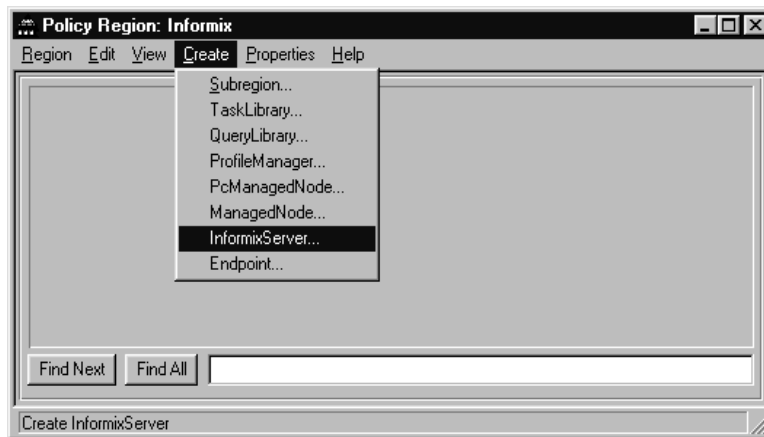 Policy Region: Informix
Region Edit View Create Properties Help
Subregion...
TaskLibrary...
QueryLibrary...
ProfileManager...
PcManagedNode...
ManagedNode...
InformixServer...
Endpoint...
Find Next Find All
Create InformixServer